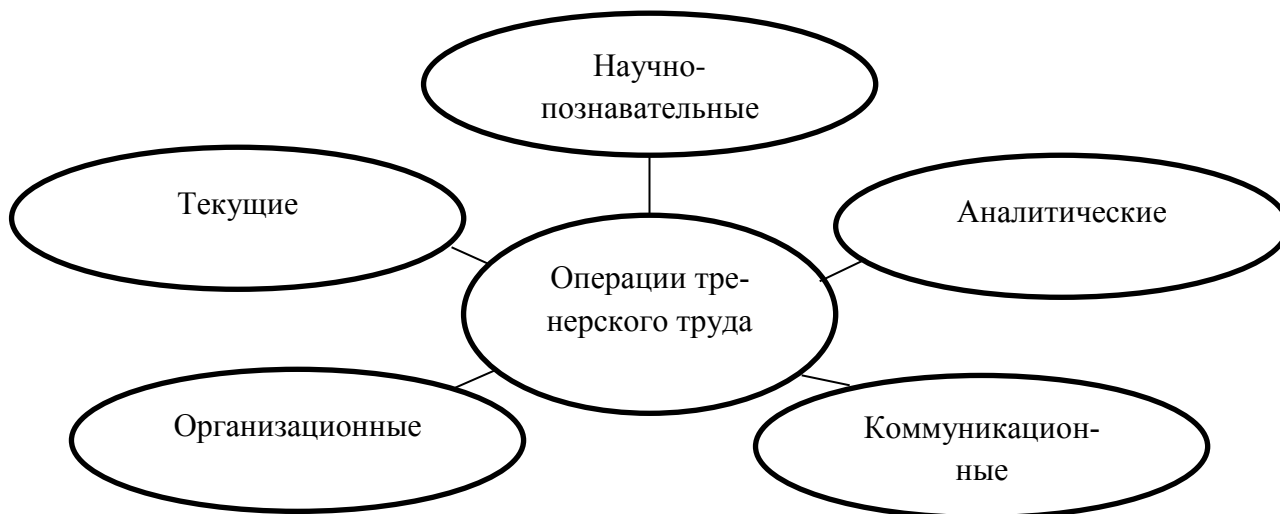 Научно-
познавательные
Текущие
Аналитические
Операции тре-
нерского труда
Организационные
Коммуникацион-
ные